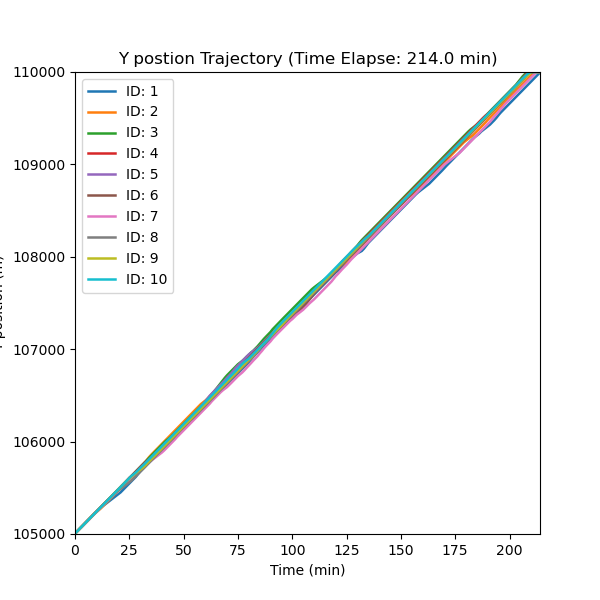 Y postion Trajectory (Time Elapse: 214.0 min)
110000
109000
108000
107000
106000
105000
ID: 1
ID: 2
ID: 3
ID: 4
ID: 5
ID: 6
ID: 7
ID: 8
ID: 9
ID: 10
0 25 50 75 100 125 150 175 200
Time (min)